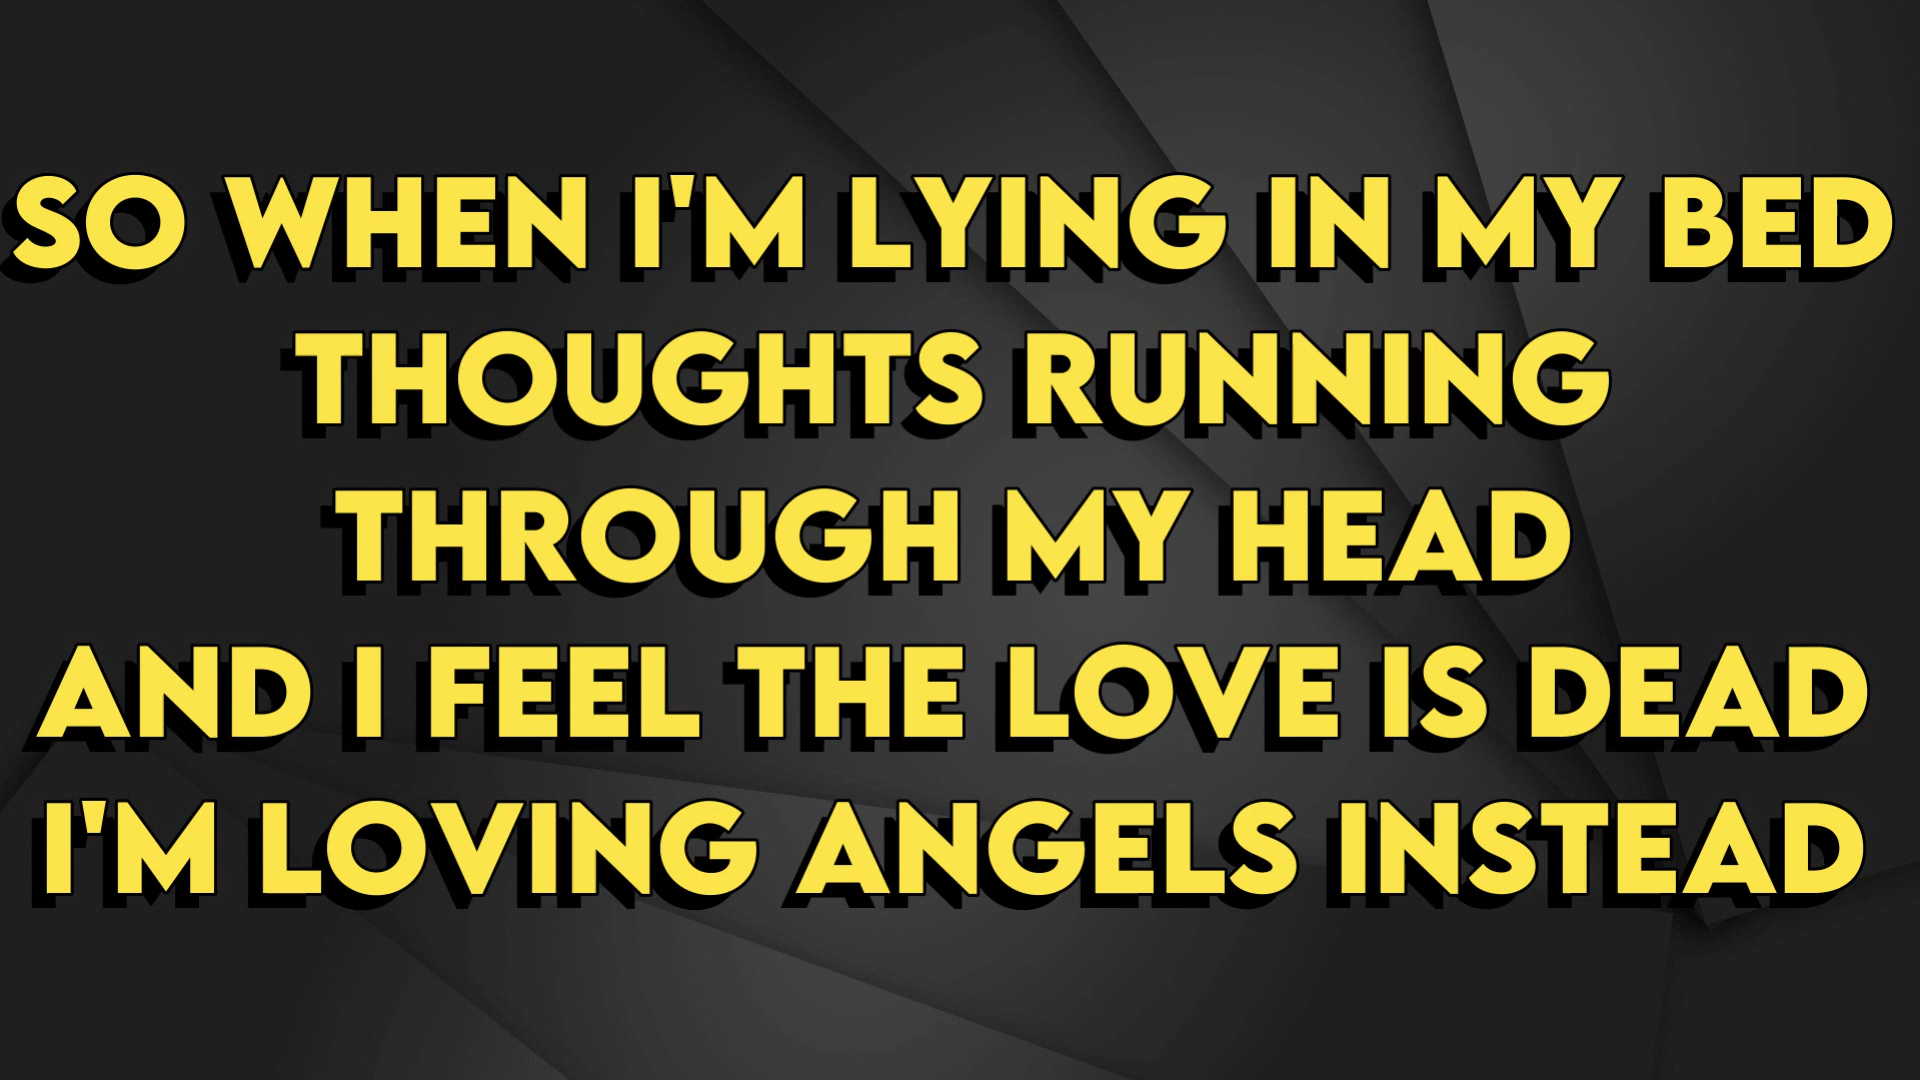 SO WHEN I'M LYING IN MY BED
THOUGHTS RUNNING
THROUGH MY HEAD
AND I FEEL THE LOVE IS DEAD
I'M LOVING ANGELS INSTEAD